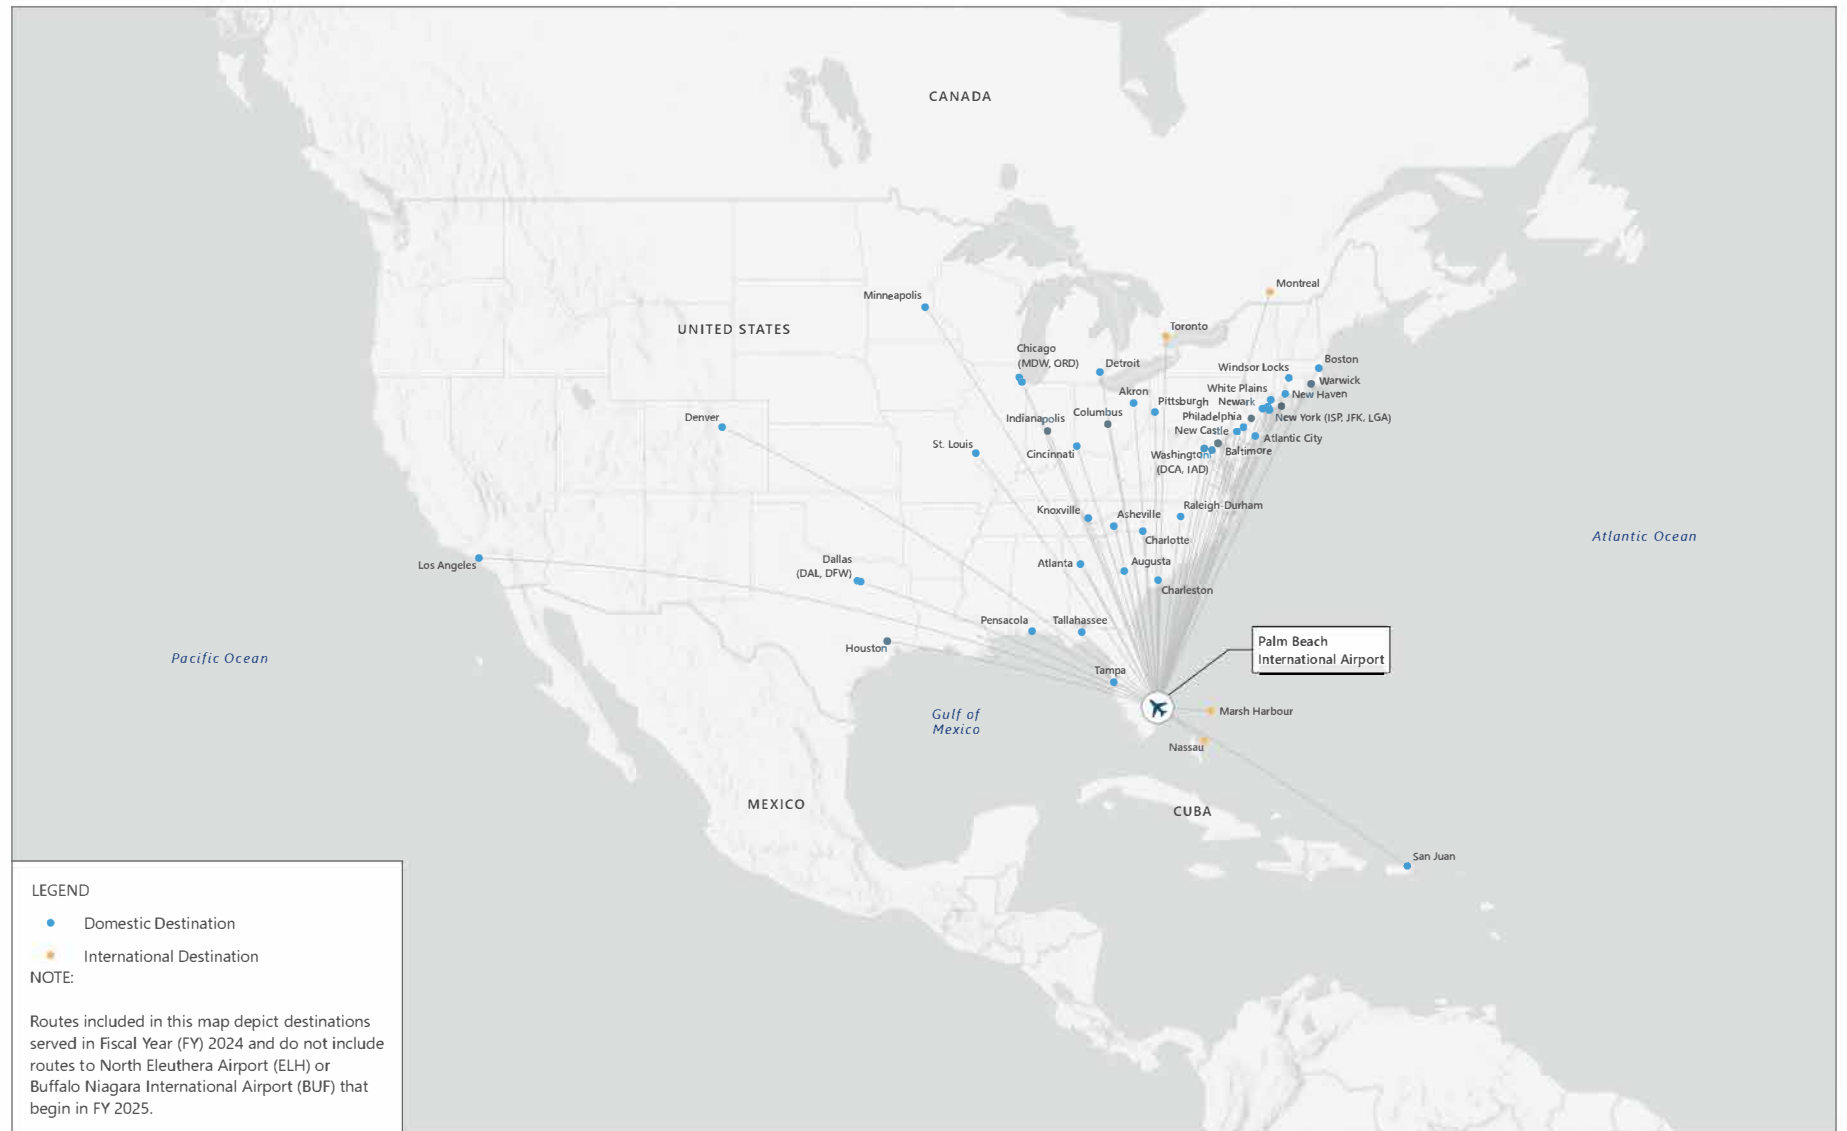 CANADA
Montreal
Minneapolis
UNITED STATES
Toronto
Chicago
(MDW, ORD)
Detroit
Boston
Windsor Locks
Warwick
White Plains
New Haven
Akron
Pittsburgh
Newark
Denver
Indianapolis
Columbus
Philadelphia
New York (ISP, JFK, LGA)
New Castle
Atlantic City
St. Louis
Cincinnati
Washington
(DCA, IAD)
Baltimore
Knoxville
Asheville
Raleigh-Durham
Charlotte
Atlantic Ocean
Los Angeles
Dallas
(DAL, DFW)
Atlanta
Augusta
Charleston
Pensacola
Tallahassee
Houston
Pacific Ocean
Palm Beach
International Airport
Tampa
Gulf of
Mexico
Marsh Harbour
Nassau
MEXICO
CUBA
San Juan
LEGEND
Domestic Destination
International Destination
NOTE:
Routes included in this map depict destinations
served in Fiscal Year (FY) 2024 and do not include
routes to North Eleuthera Airport (ELH) or
Buffalo Niagara International Airport (BUF) that
begin in FY 2025.